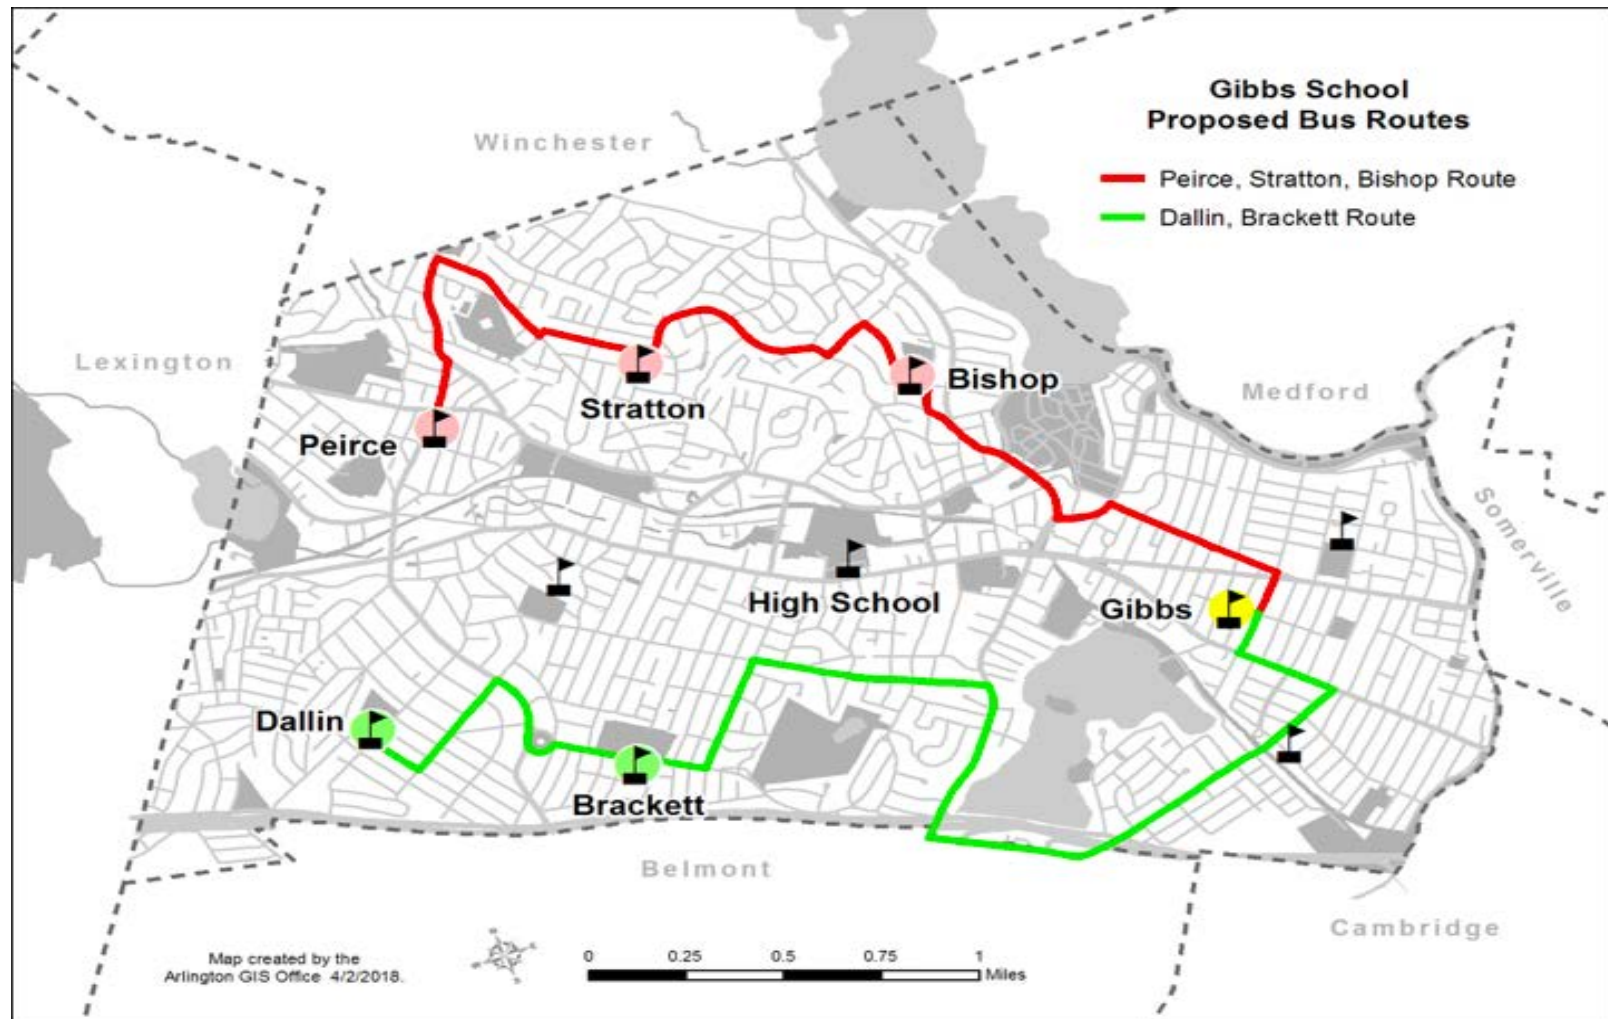 Gibbs School
Proposed Bus Routes
Peirce, Stratton, Bishop Route
Dallin, Brackett Route
Winchester
Lexington
Medford
Somerville
Bishop
Stratton
Peirce
High School
Gibbs
Dallin
Brackett
Belmont
Cambridge
Map created by the
Arlington GIS Office 4/2/2018.
0 0.25 0.5 0.75 1
Miles